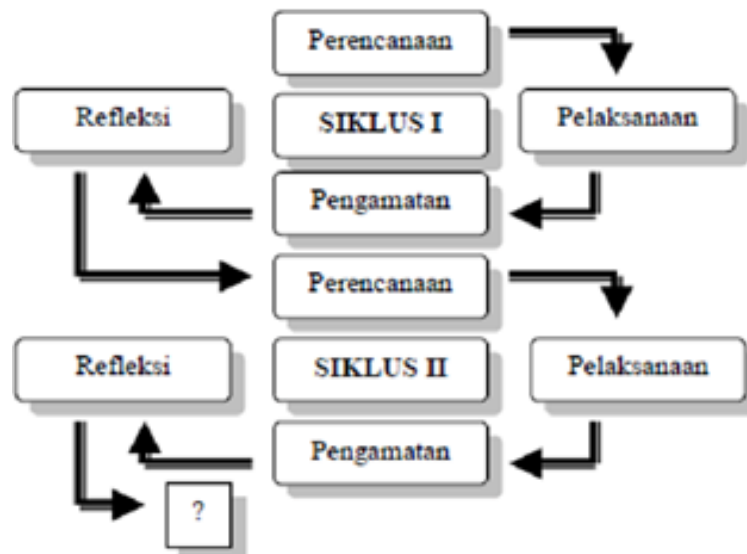 Perencanaan
Refleksi
SIKLUS I
Pelaksanaan
Pengamatan
Perencanaan
Refleksi
SIKLUS II
Pelaksanaan
Pengamatan
?